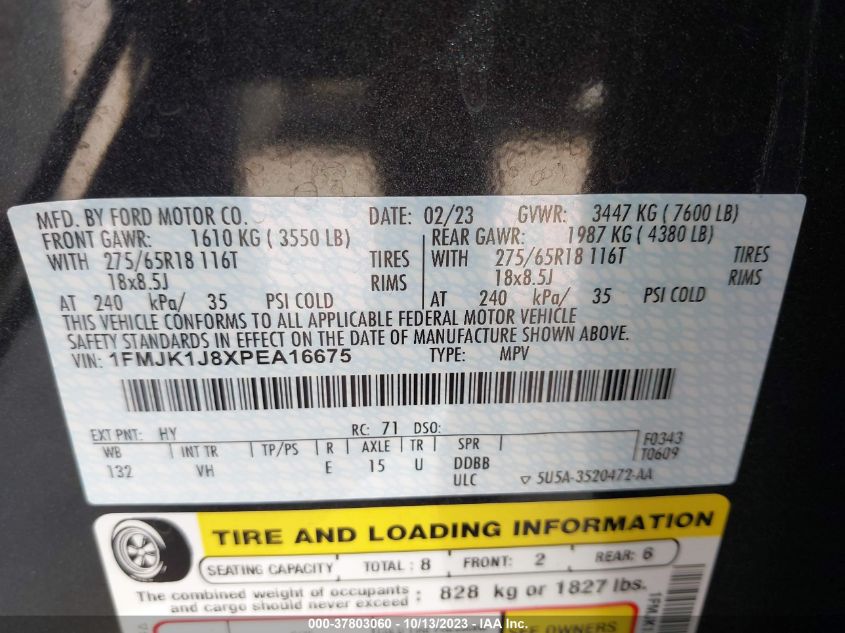 MFD. BY FORD MOTOR CO. DATE: 02/23 GVWR: 3447 KG ( 7600 LB)
FRONT GAWR: 1610 KG ( 3550 LB) REAR GAWR: 1987 KG ( 4380 LB)
WITH 275/65R18 116T TIRES WITH 275/65R18 116T TIRES
18x8.5J RIMS 18x8.5J RIMS
AT 240 kPa/ 35 PSI COLD AT 240 kPa/ 35 PSI COLD
THIS VEHICLE CONFORMS TO ALL APPLICABLE FEDERAL MOTOR VEHICLE
SAFETY STANDARDS IN EFFECT ON THE DATE OF MANUFACTURE SHOWN ABOVE.
VIN: 1FMJK1J8XPEA16675 TYPE: MPV
EXT PNT: HY RC: 71 DSO: F0343
WB INT TR TP/PS R AXLE TR SPR T0609
132 VH E 15 U DDBB
ULC 5U5A-3520472-AA
TIRE AND LOADING INFORMATION
SEATING CAPACITY TOTAL : 8 FRONT: 2 REAR: 6
The combined weight of occupants
and cargo should never exceed : 828 kg or 1827 lbs.
SEE OWNERS
000-37803060 - 10/13/2023 - IAA Inc.